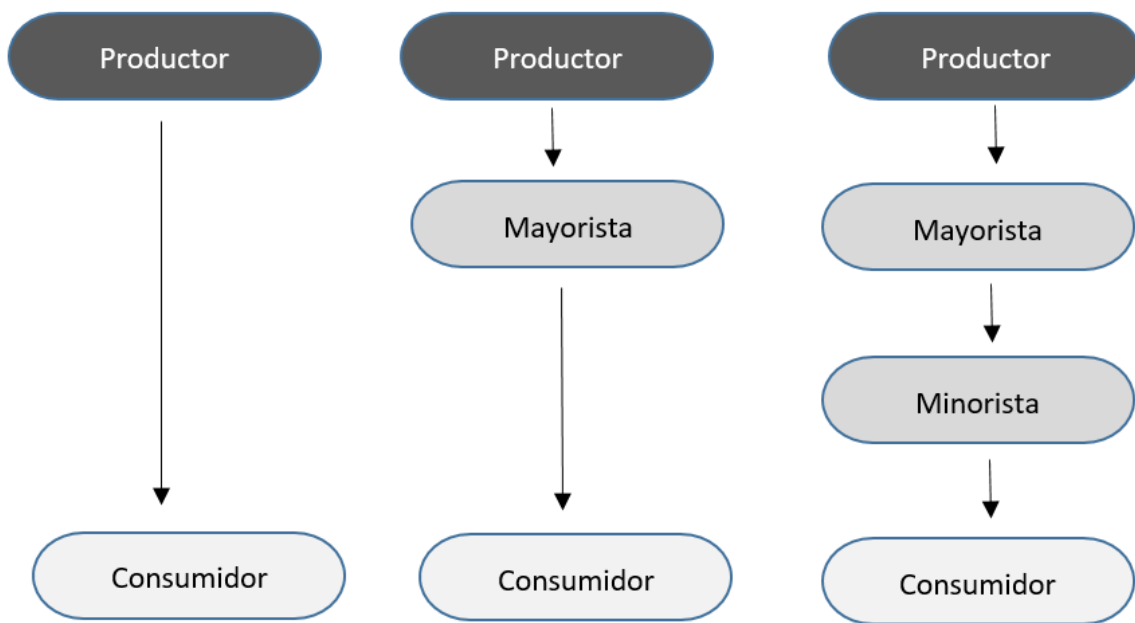 Productor
Productor
Productor
Mayorista
Mayorista
Minorista
Consumidor
Consumidor
Consumidor